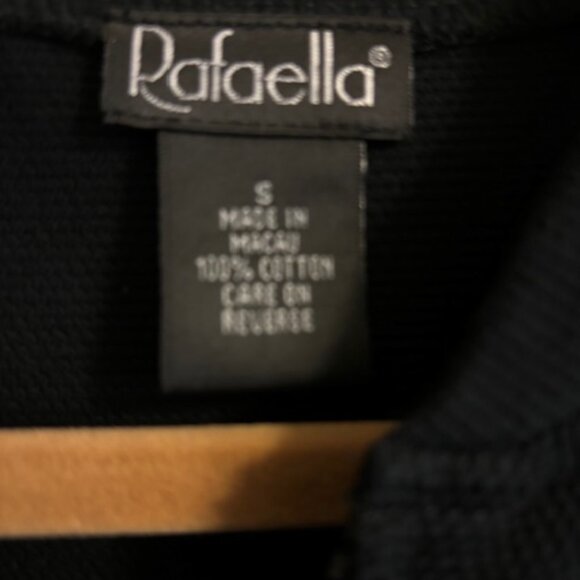 Rafaella®
S
MADE IN
MACAU
100% COTTON
CARE ON
REVERSE